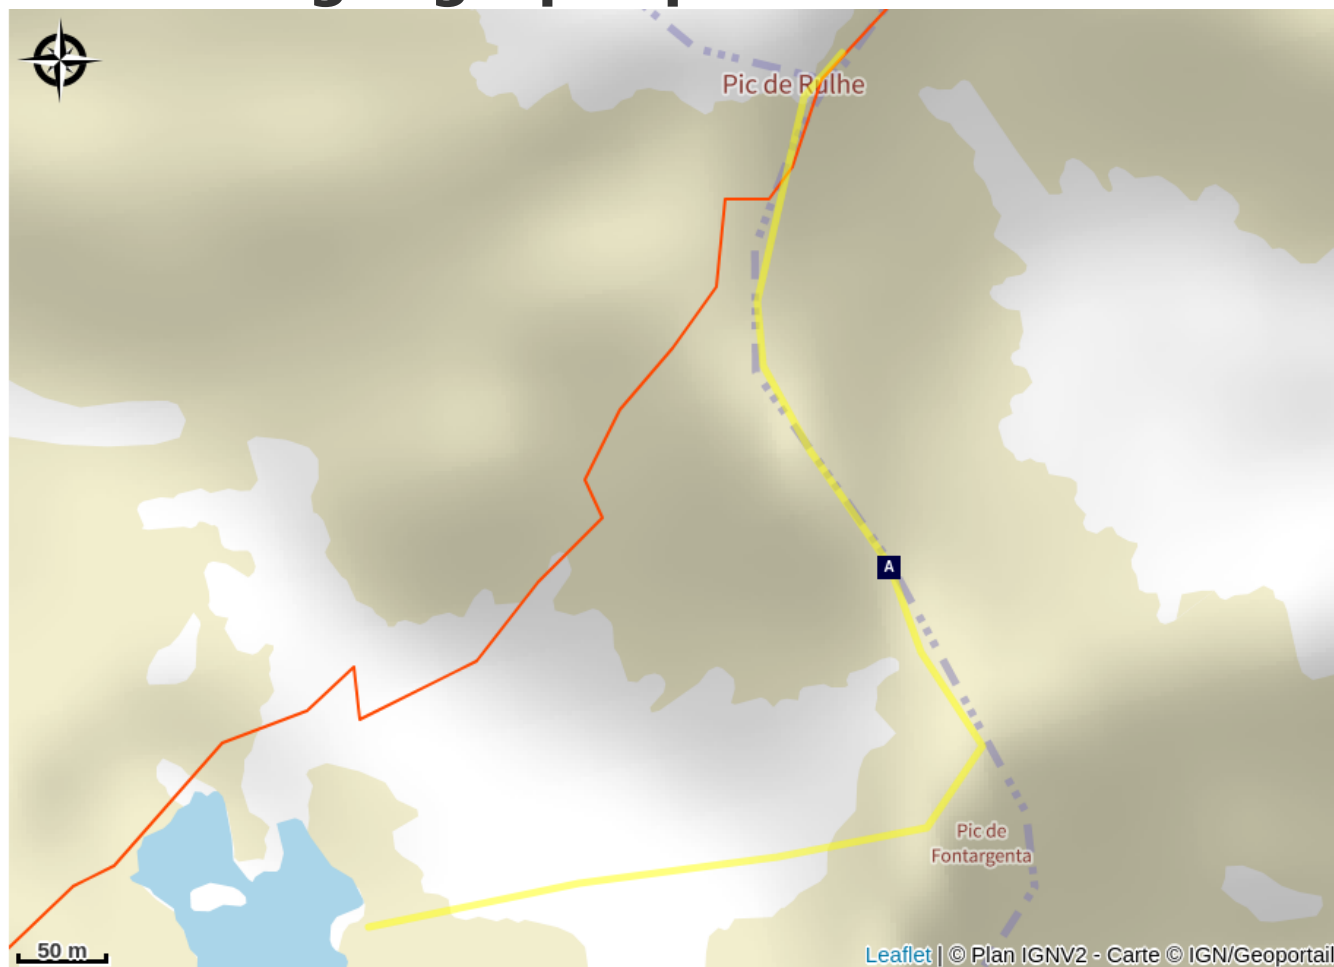 Pic de Rulhe
A
Pic de
Fontargenta
50 m
Leaflet | © Plan IGNV2 - Carte © IGN/Geoportail